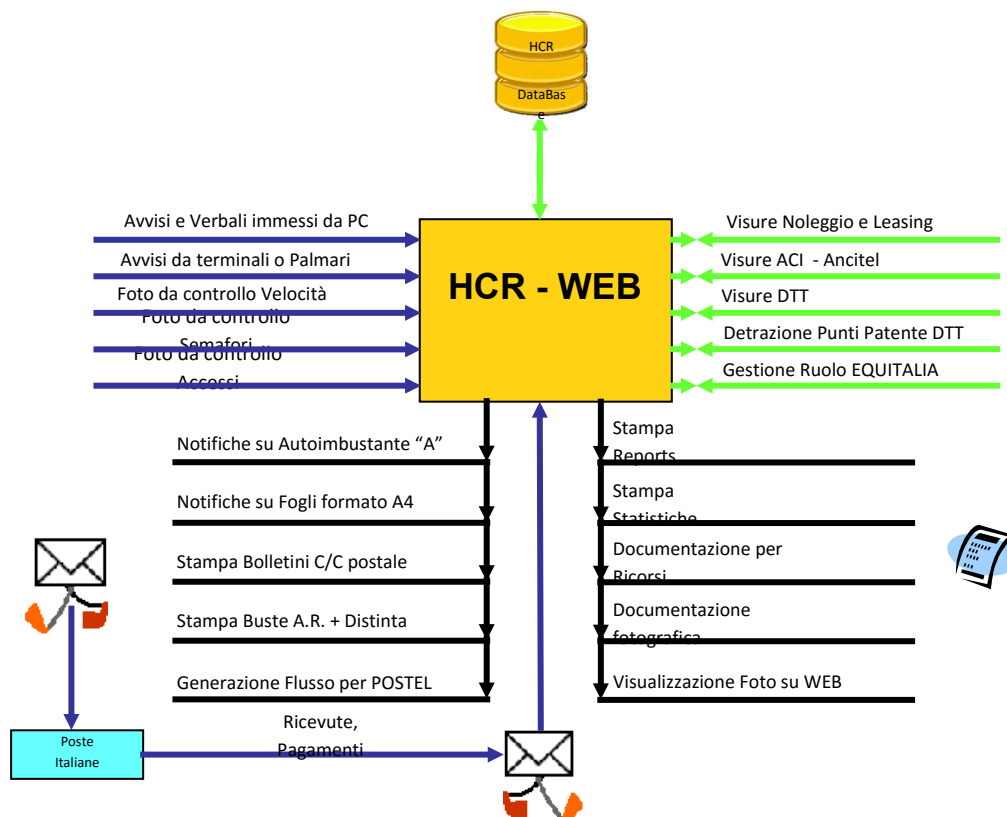 HCR
DataBas
e
Avvisi e Verbali immessi da PC
Avvisi da terminali o Palmari
Foto da controllo Velocità
Foto da controllo
Semafori
Foto da controllo
Accossi
HCR - WEB
Visure Noleggio e Leasing
Visure ACI - Ancitel
Visure DTT
Detrazione Punti Patente DTT
Gestione Ruolo EQUITALIA
Notifiche su Autoimbustante “A”
Notifiche su Fogli formato A4
Stampa Bolletini C/C postale
Stampa Buste A.R. + Distinta
Generazione Flusso per POSTEL
Stampa
Reports
Stampa
Statistiche
Documentazione per
Ricorsi
Documentazione
fotografica
Visualizzazione Foto su WEB
Ricevute,
Pagamenti
Poste
Italiane